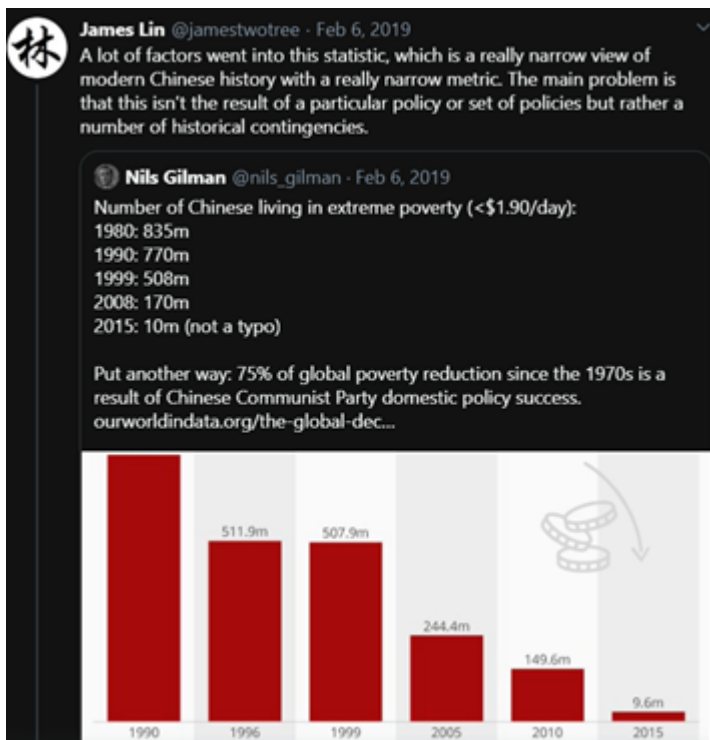 林
James Lin @jamestwotree · Feb 6, 2019
A lot of factors went into this statistic, which is a really narrow view of
modern Chinese history with a really narrow metric. The main problem is
that this isn't the result of a particular policy or set of policies but rather a
number of historical contingencies.
Nils Gilman @nils_gilman · Feb 6, 2019
Number of Chinese living in extreme poverty (<$1.90/day):
1980: 835m
1990: 770m
1999: 508m
2008: 170m
2015: 10m (not a typo)
Put another way: 75% of global poverty reduction since the 1970s is a
result of Chinese Communist Party domestic policy success.
ourworldindata.org/the-global-dec...
511.9m 507.9m
244.4m
149.6m
9.6m
1990 1996 1999 2005 2010 2015